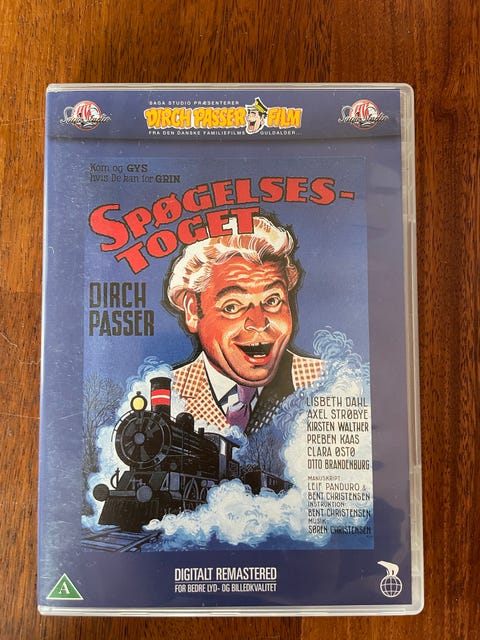 SAGA STUDIO PRÆSENTERER
DIRCH PASSER FILM
FRA DEN DANSKE FAMILIEFILMS GULDALDER...
Kom og GYS
hvis De kan for GRIN
SPØGELSES-
TOGET
DIRCH
PASSER
LISBETH DAHL
AXEL STRØBYE
KIRSTEN WALTHER
PREBEN KAAS
CLARA ØSTØ
OTTO BRANDENBURG
MANUSKRIPT
LEIF PANDURO &
BENT CHRISTENSEN
INSTRUKTION:
BENT CHRISTENSEN
MUSIK
SØREN CHRISTENSEN
DIGITALT REMASTERED
FOR BEDRE LYD- OG BILLEDKVALITET
A